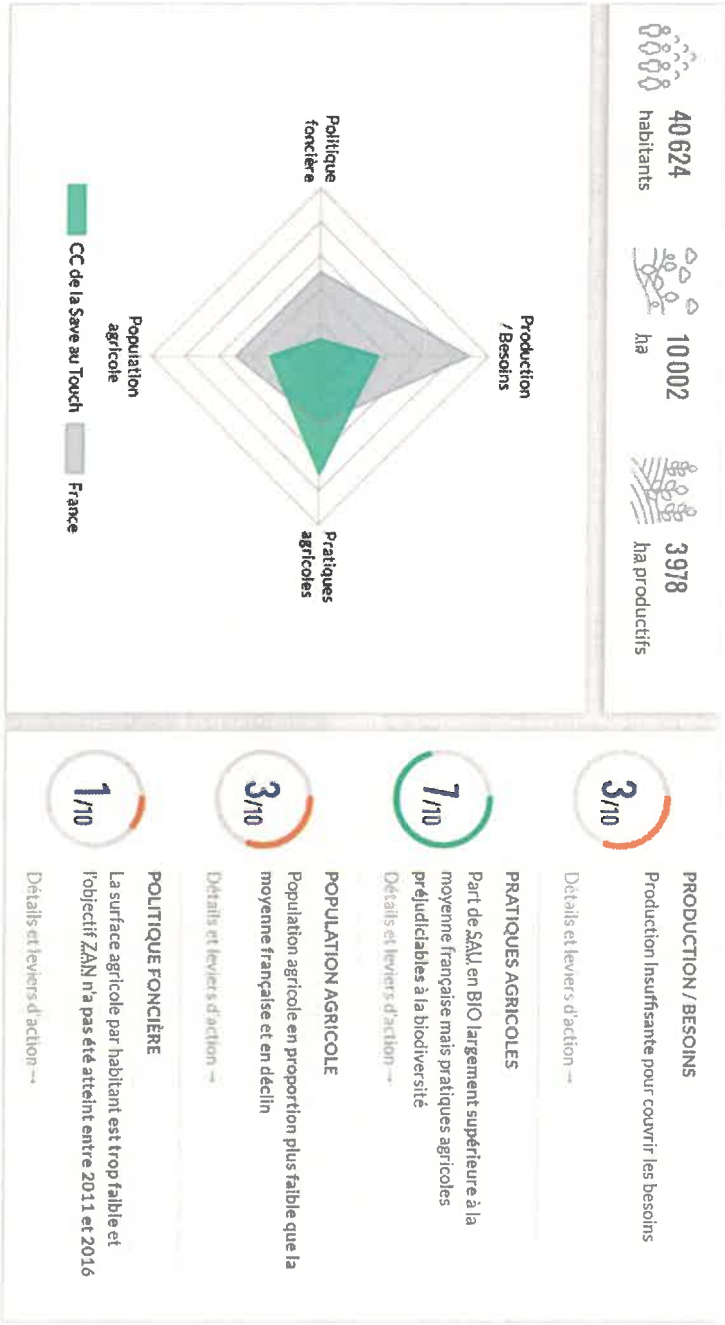 40 624
habitants
10 002
ha
3 978
ha productifs
Production
/ Besoins
Politique
foncière
Pratiques
agricoles
Population
agricole
CC de la Save au Touch
France
3/10
PRODUCTION / BESOINS
Production insuffisante pour couvrir les besoins
Détails et leviers d'action →
7/10
PRATIQUES AGRICOLES
Part de SAU en BIO largement supérieure à la
moyenne française mais pratiques agricoles
préjudiciables à la biodiversité
Détails et leviers d'action →
3/10
POPULATION AGRICOLE
Population agricole en proportion plus faible que la
moyenne française et en déclin
Détails et leviers d'action →
1/10
POLITIQUE FONCIÈRE
La surface agricole par habitant est trop faible et
l'objectif ZAN n'a pas été atteint entre 2011 et 2016
Détails et leviers d'action →